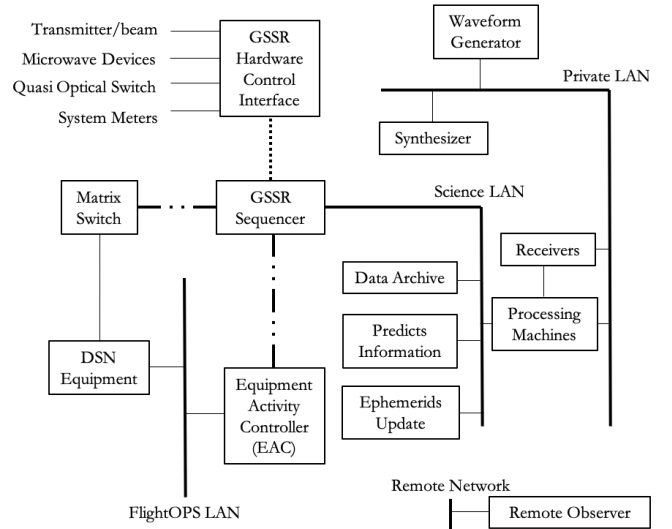 Transmitter/beam
Microwave Devices
Quasi Optical Switch
System Meters
GSSR
Hardware
Control
Interface
Waveform
Generator
Private LAN
Synthesizer
Matrix
Switch
GSSR
Sequencer
Science LAN
Receivers
Data Archive
Processing
Machines
Predicts
Information
DSN
Equipment
Equipment
Activity
Controller
(EAC)
Ephemerids
Update
FlightOPS LAN
Remote Network
Remote Observer